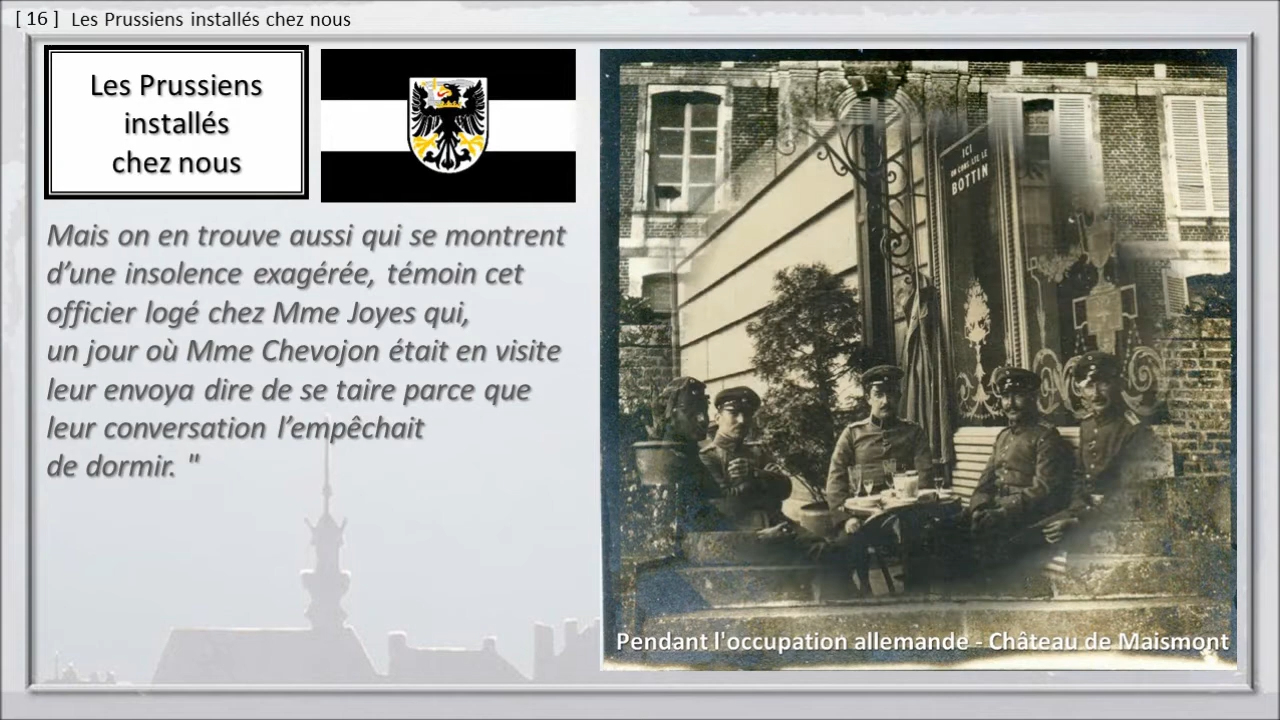 [ 16 ] Les Prussiens installés chez nous
Les Prussiens
installés
chez nous
Mais on en trouve aussi qui se montrent
d’une insolence exagérée, témoin cet
officier logé chez Mme Joyes qui,
un jour où Mme Chevojon était en visite
leur envoya dire de se taire parce que
leur conversation l’empêchait
de dormir. "
ICI
ON CONSULTE LE
BOTTIN
Pendant l'occupation allemande - Château de Maismont